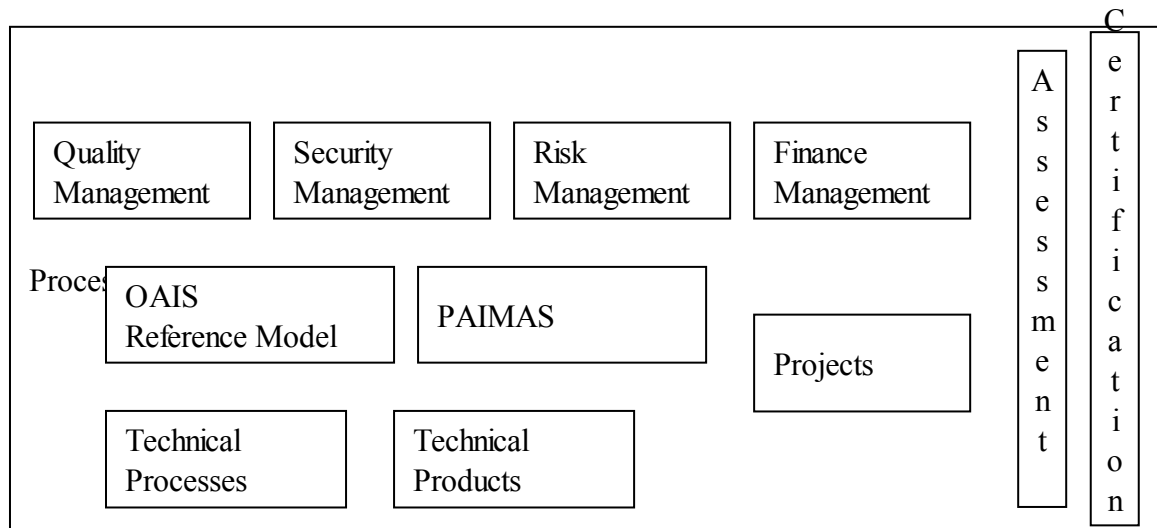 Quality
Management
Security
Management
Risk
Management
Finance
Management
Assessment
Certification
OAIS
Reference Model
PAIMAS
Projects
Technical
Processes
Technical
Products